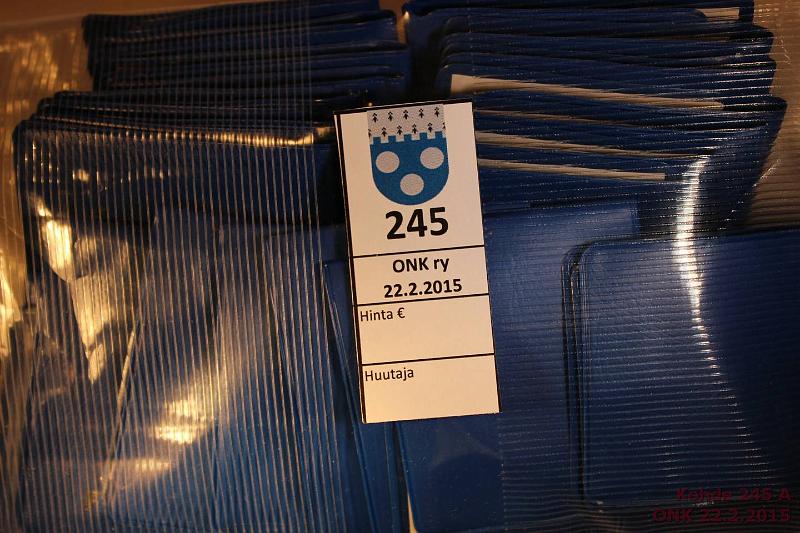 245
ONK ry
22.2.2015
Hinta €
Huutaja
Kohde 245 A
ONK 22.2.2015